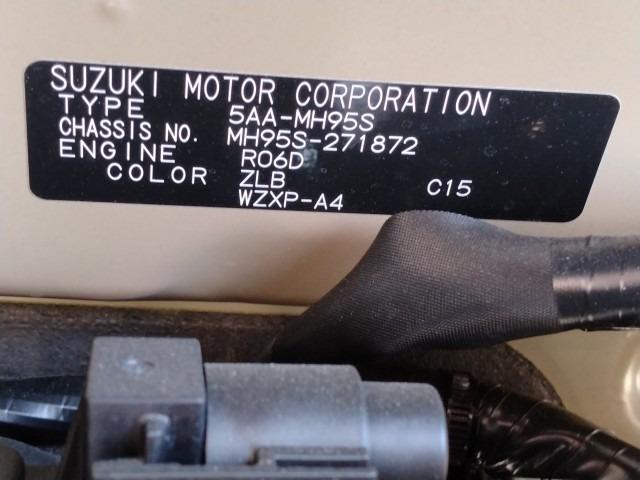 SUZUKI MOTOR CORPORATION
TYPE 5AA-MH95S
CHASSIS NO. MH95S-271872
ENGINE R06D
COLOR ZLB C15
WZXP-A4